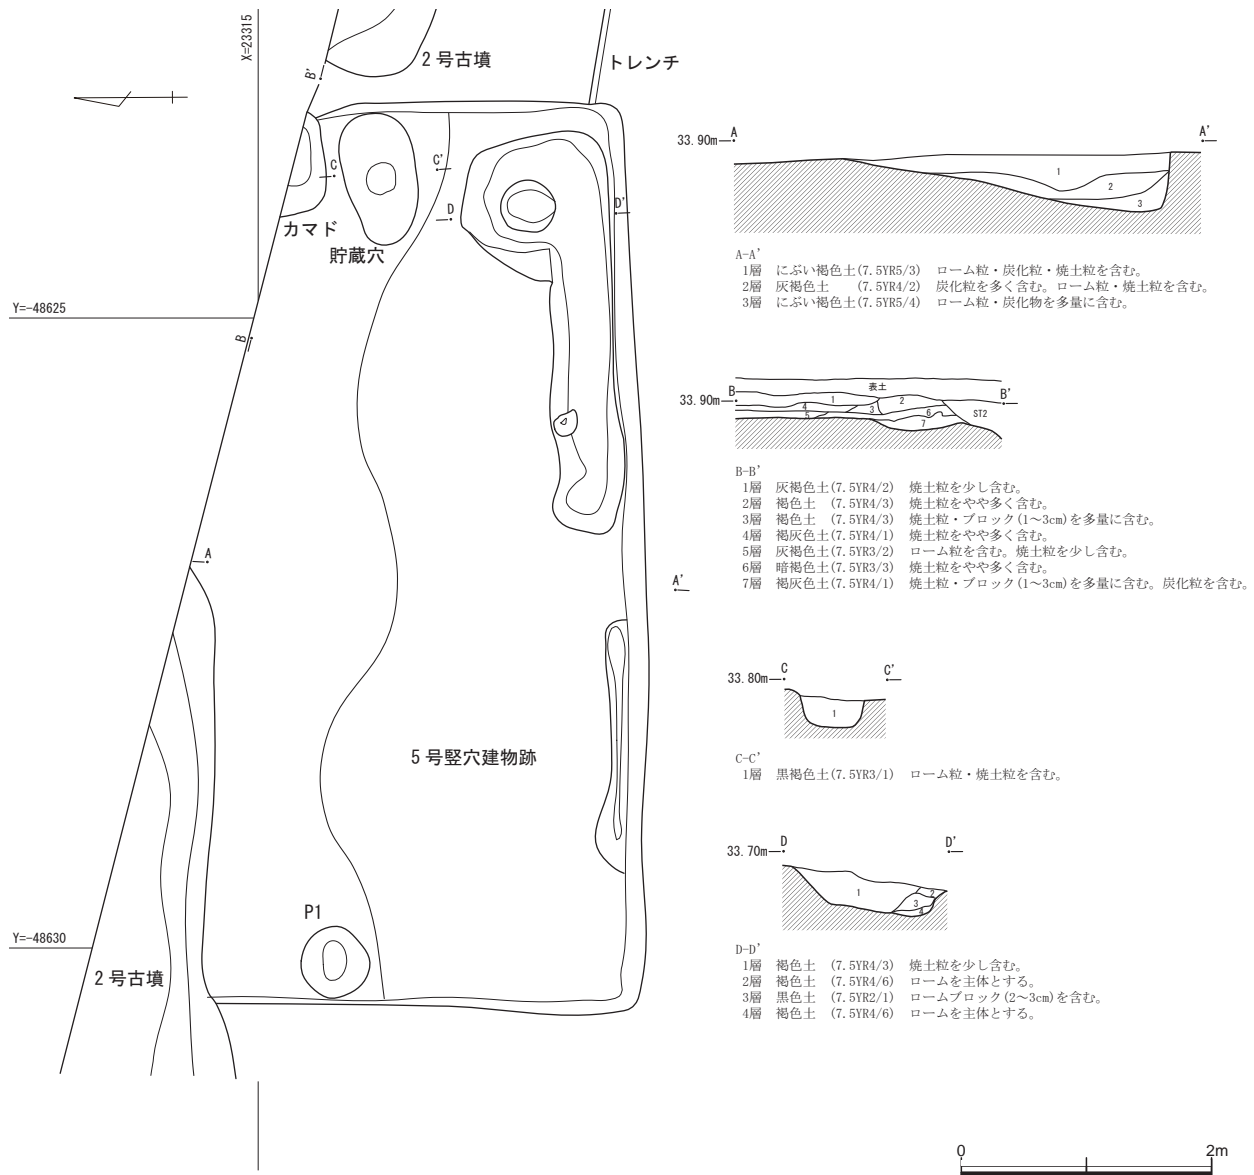 X=23315
2号古墳
トレンチ
B'
C
C'
D
D'
カマド
貯蔵穴
Y=-48625
B
A
A'
5号竪穴建物跡
P1
Y=-48630
2号古墳
33.90m
A
A'
1
2
3
A-A'
1層 にぶい褐色土(7.5YR5/3) ローム粒・炭化粒・焼土粒を含む。
2層 灰褐色土 (7.5YR4/2) 炭化粒を多く含む。ローム粒・焼土粒を含む。
3層 にぶい褐色土(7.5YR5/4) ローム粒・炭化物を多量に含む。
表土
33.90m
B
B'
1
2
3
4
5
6
7
ST2
B-B'
1層 灰褐色土(7.5YR4/2) 焼土粒を少し含む。
2層 褐色土 (7.5YR4/3) 焼土粒をやや多く含む。
3層 褐色土 (7.5YR4/3) 焼土粒・ブロック(1~3cm)を多量に含む。
4層 褐灰色土(7.5YR4/1) 焼土粒をやや多く含む。
5層 灰褐色土(7.5YR3/2) ローム粒を含む。焼土粒を少し含む。
6層 暗褐色土(7.5YR3/3) 焼土粒をやや多く含む。
7層 褐灰色土(7.5YR4/1) 焼土粒・ブロック(1~3cm)を多量に含む。炭化粒を含む。
33.80m
C
C'
1
C-C'
1層 黒褐色土(7.5YR3/1) ローム粒・焼土粒を含む。
33.70m
D
D'
1
2
3
4
D-D'
1層 褐色土 (7.5YR4/3) 焼土粒を少し含む。
2層 褐色土 (7.5YR4/6) ロームを主体とする。
3層 黒色土 (7.5YR2/1) ロームブロック(2~3cm)を含む。
4層 褐色土 (7.5YR4/6) ロームを主体とする。
0
2m